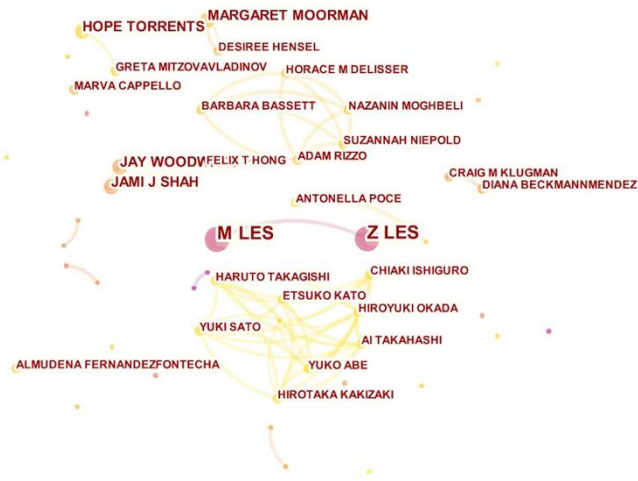 MARGARET MOORMAN
HOPE TORRENTS
DESIREE HENSEL
GRETA MITZOVAVLADINOV
HORACE M DELISSER
MARVA CAPPELLO
BARBARA BASSETT
NAZANIN MOGHBELI
SUZANNAH NIEPOLD
JAY
FELIX T HONG
ADAM RIZZO
CRAIG M KLUGMAN
JAMI J SHAH
DIANA BECKMANNMENDEZ
ANTONELLA POCE
M LES
Z LES
HARUTO TAKAGISHI
CHIAKI ISHIGURO
ETSUKO KATO
HIROYUKI OKADA
YUKI SATO
AI TAKAHASHI
ALMUDENA FERNANDEZFONTECHA
YUKO ABE
HIROTAKA KAKIZAKI